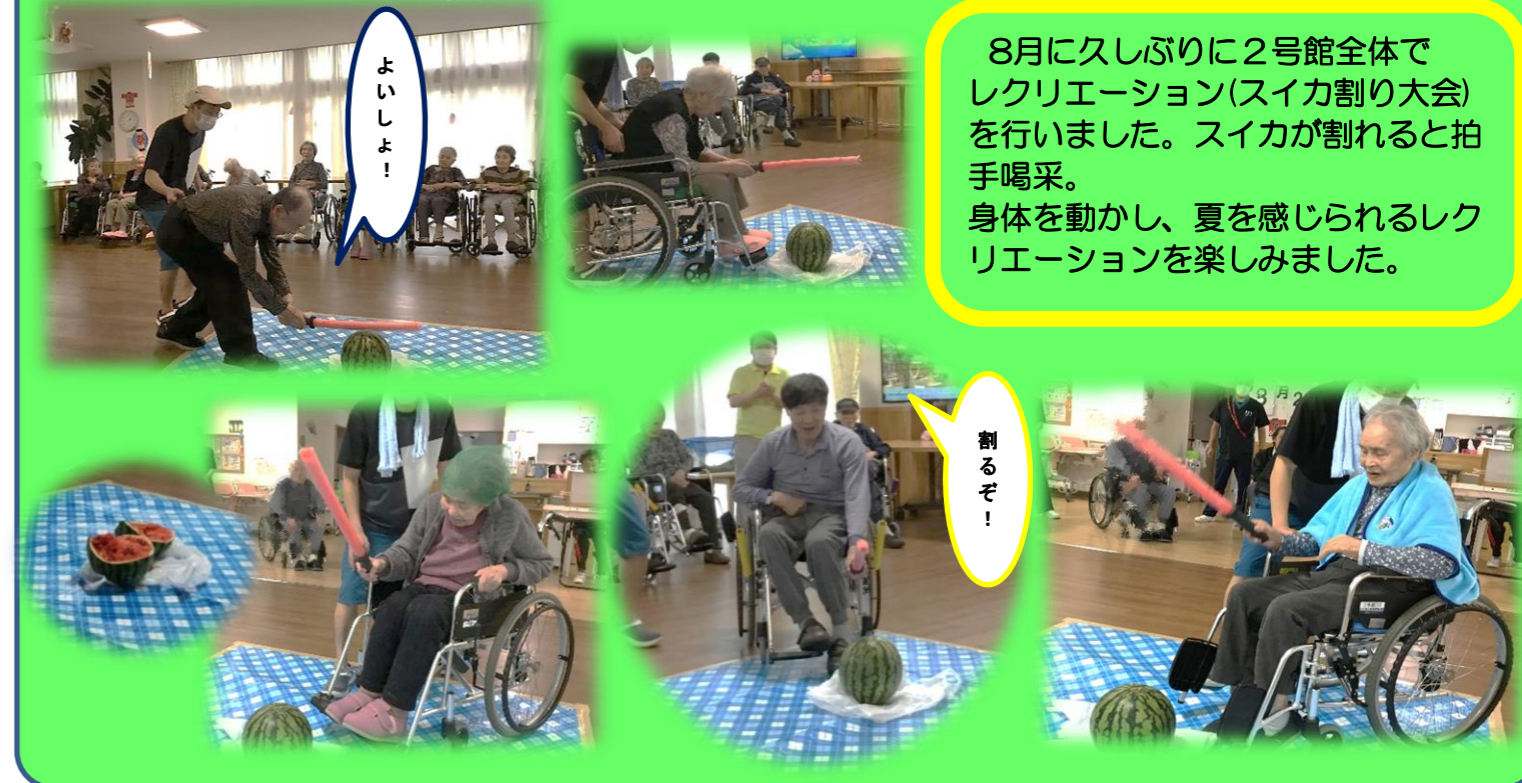 よいしょ!
8月に久しぶりに2号館全体で
レクリエーション(スイカ割り大会)
を行いました。スイカが割れると拍
手喝采。
身体を動かし、夏を感じられるレク
リエーションを楽しみました。
割るぞ!
8月2